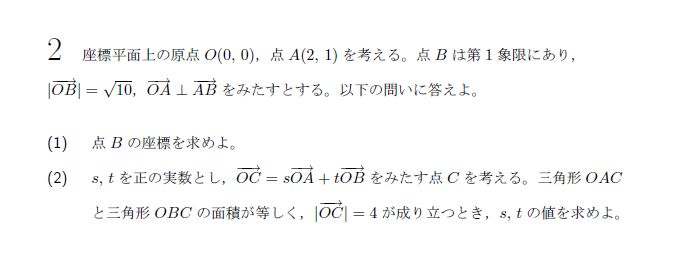 2 座標平面上の原点 O(0, 0)，点 A(2, 1) を考える。点 B は第 1 象限にあり，
|\overrightarrow{OB}| = √10，\overrightarrow{OA} ⊥ \overrightarrow{AB} をみたすとする。以下の問いに答えよ。
(1) 点 B の座標を求めよ。
(2) s, t を正の実数とし，\overrightarrow{OC} = s\overrightarrow{OA} + t\overrightarrow{OB} をみたす点 C を考える。三角形 OAC
と三角形 OBC の面積が等しく，|\overrightarrow{OC}| = 4 が成り立つとき，s, t の値を求めよ。